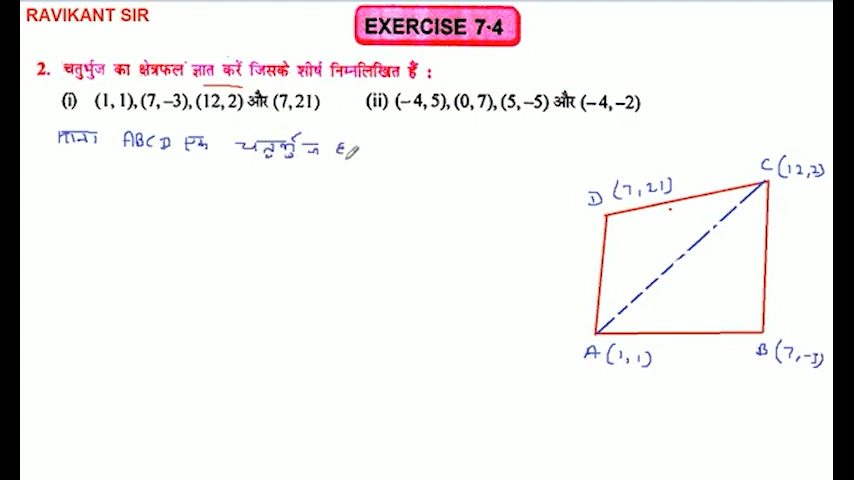 RAVIKANT SIR
EXERCISE 7·4
2. चतुर्भुज का क्षेत्रफल ज्ञात करें जिसके शीर्ष निम्नलिखित हैं :
(i) (1, 1), (7, –3), (12, 2) और (7, 21) (ii) (– 4, 5), (0, 7), (5, –5) और (– 4, –2)
माना ABCD एक चतुर्भुज
C (12, 2)
D (7, 21)
A (1, 1) B (7, -3)